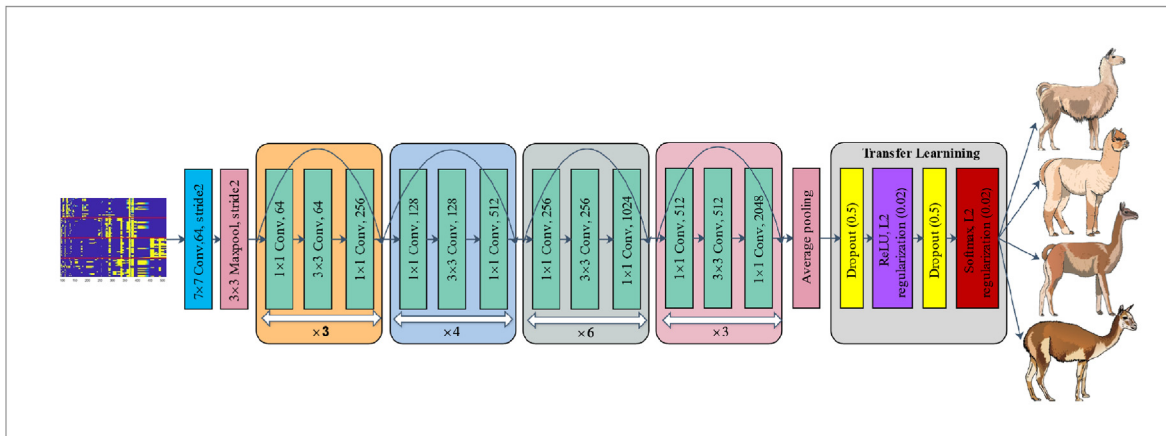 7×7 Conv,64, stride2
3×3 Maxpool, stride2
1×1 Conv, 64
3×3 Conv, 64
1×1 Conv, 256
×3
1×1 Conv, 128
3×3 Conv, 128
1×1 Conv, 512
×4
1×1 Conv, 256
3×3 Conv, 256
1×1 Conv, 1024
×6
1×1 Conv, 512
3×3 Conv, 512
1×1 Conv, 2048
×3
Average pooling
Transfer Learnining
Dropout (0.5)
ReLU, L2
regularization (0.02)
Dropout (0.5)
Softmax, L2
regularization (0.02)